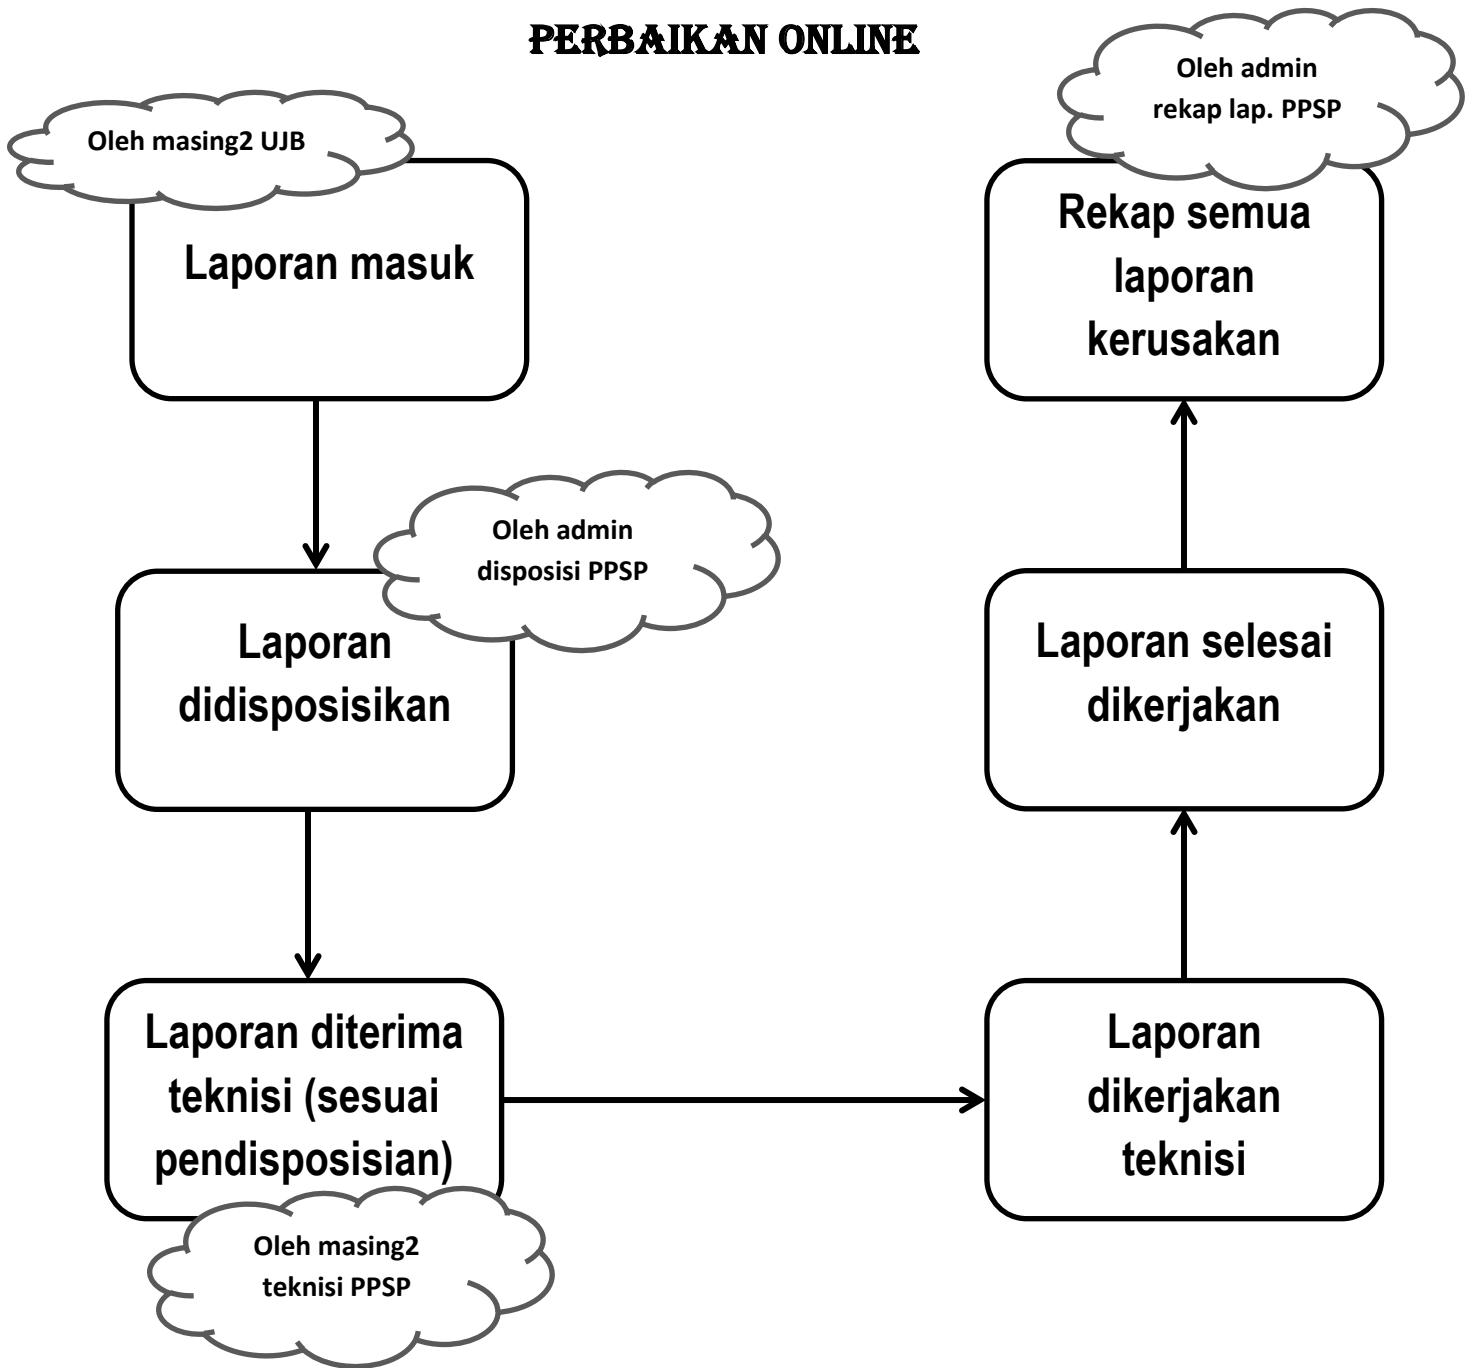 PERBAIKAN ONLINE
Oleh masing2 UJB
Laporan masuk
Oleh admin
disposisi PPSP
Laporan
didisposisikan
Laporan diterima
teknisi (sesuai
pendisposisian)
Oleh masing2
teknisi PPSP
Laporan
dikerjakan
teknisi
Laporan selesai
dikerjakan
Oleh admin
rekap lap. PPSP
Rekap semua
laporan
kerusakan